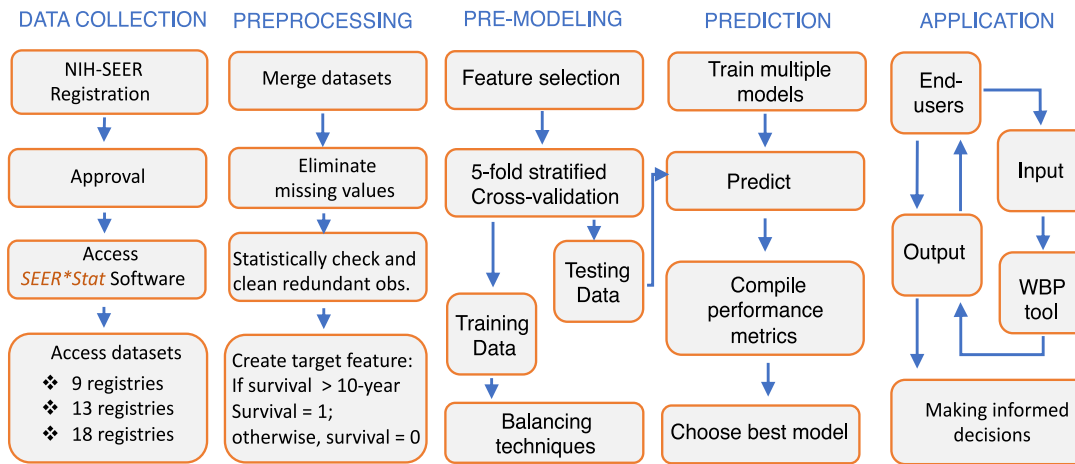 DATA COLLECTION
NIH-SEER
Registration
Approval
Access
SEER*Stat Software
Access datasets
❖ 9 registries
❖ 13 registries
❖ 18 registries
PREPROCESSING
Merge datasets
Eliminate
missing values
Statistically check and
clean redundant obs.
Create target feature:
If survival > 10-year
Survival = 1;
otherwise, survival = 0
PRE-MODELING
Feature selection
5-fold stratified
Cross-validation
Testing
Data
Training
Data
Balancing
techniques
PREDICTION
Train multiple
models
Predict
Compile
performance
metrics
Choose best model
APPLICATION
End-
users
Input
Output
WBP
tool
Making informed
decisions